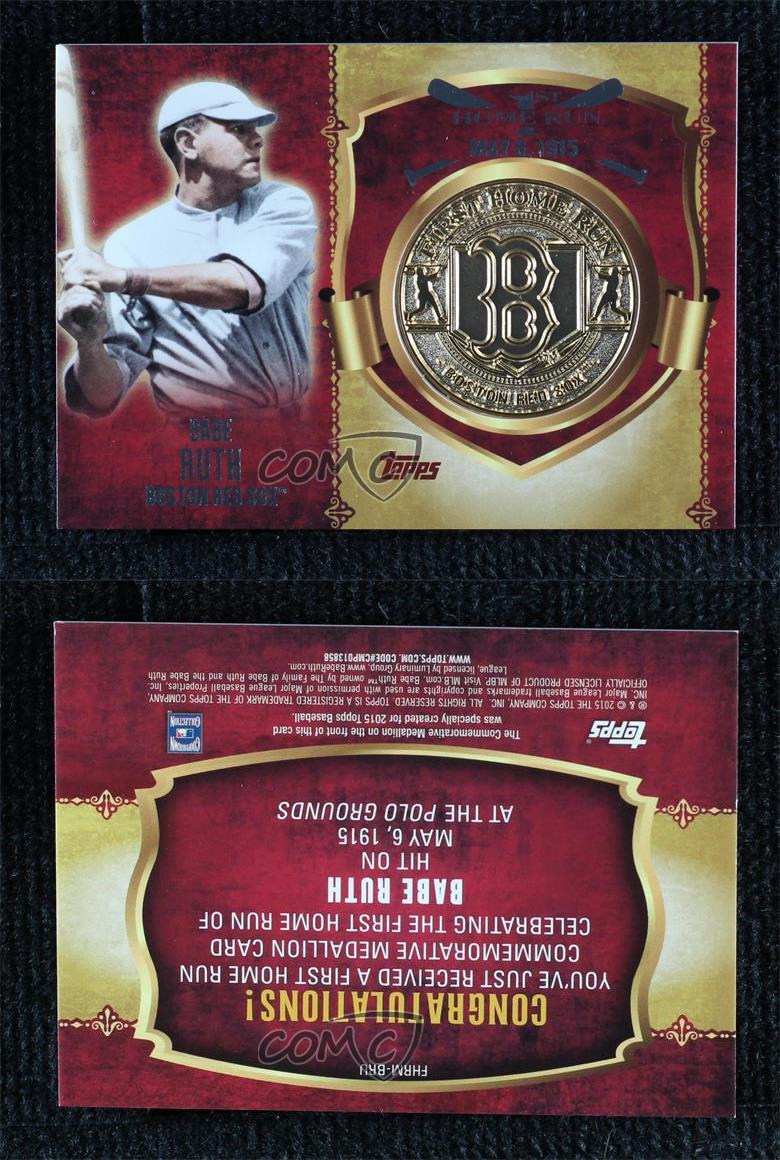 1ST
HOME RUN
MAY 6, 1915
FIRST HOME RUN
B
BOSTON RED SOX
BABE
RUTH
BOSTON RED SOX™
Topps
COMC
FHRM-BRU
CONGRATULATIONS!
YOU'VE JUST RECEIVED A FIRST HOME RUN
COMMEMORATIVE MEDALLION CARD
CELEBRATING THE FIRST HOME RUN OF
BABE RUTH
HIT ON
MAY 6, 1915
AT THE POLO GROUNDS
topps®
The Commemorative Medallion on the front of this card
was specially created for 2015 Topps Baseball.
COOPERSTOWN
COLLECTION
® & © 2015 THE TOPPS COMPANY, INC. ALL RIGHTS RESERVED. TOPPS IS A REGISTERED TRADEMARK OF THE TOPPS COMPANY,
INC. Major League Baseball trademarks and copyrights are used with permission of Major League Baseball Properties, Inc.
OFFICIALLY LICENSED PRODUCT OF MLBP. Visit MLB.com. Babe Ruth™ owned by The Family of Babe Ruth and the Babe Ruth
League, licensed by Luminary Group, www.BabeRuth.com.
WWW.TOPPS.COM. CODE#CMP013858
COMC